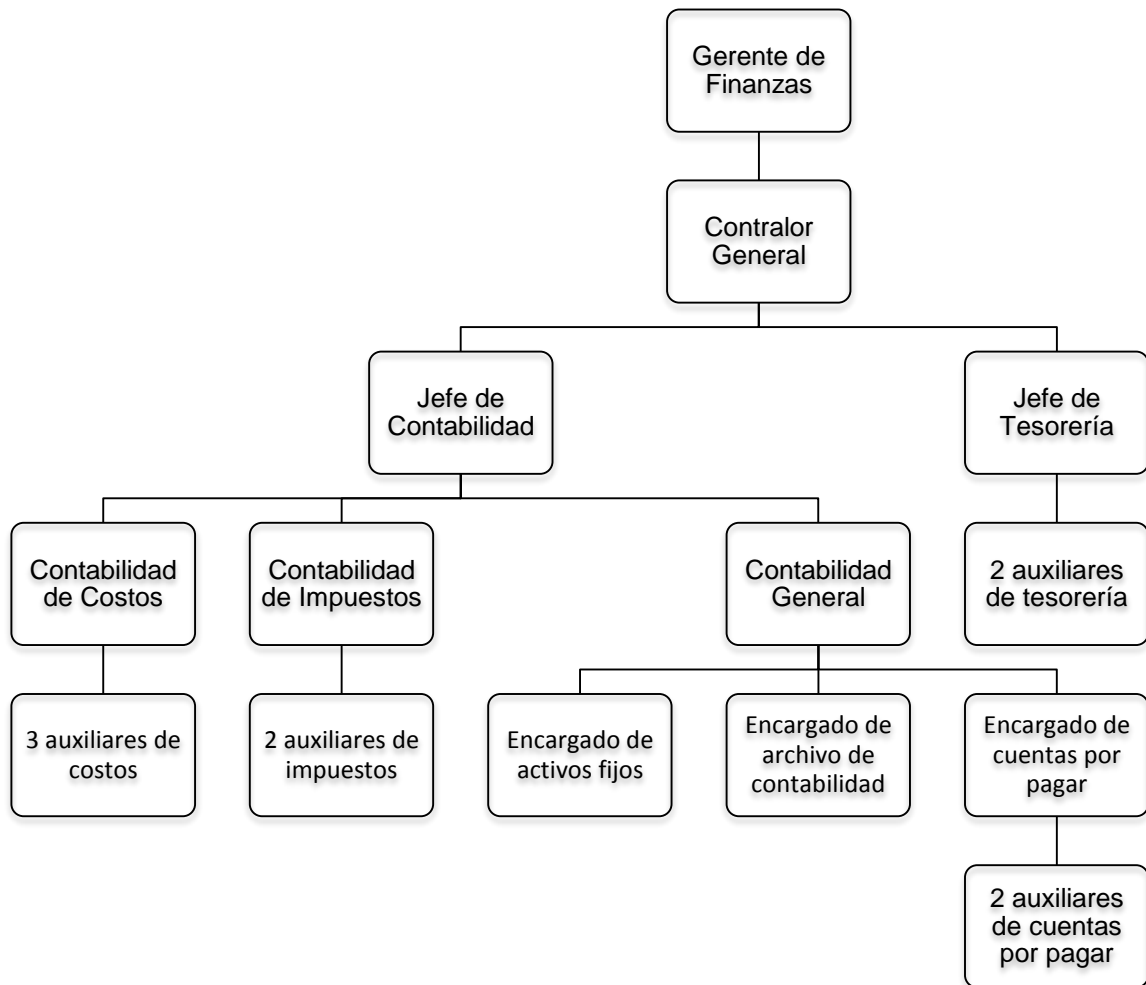 Gerente de
Finanzas
Contralor
General
Jefe de
Contabilidad
Jefe de
Tesorería
Contabilidad
de Costos
Contabilidad
de Impuestos
Contabilidad
General
2 auxiliares
de tesorería
3 auxiliares de
costos
2 auxiliares de
impuestos
Encargado de
activos fijos
Encargado de
archivo de
contabilidad
Encargado de
cuentas por
pagar
2 auxiliares
de cuentas
por pagar